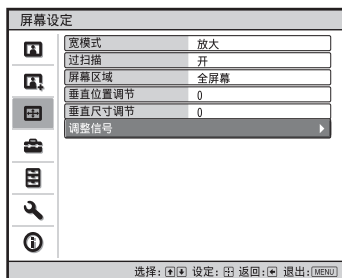 屏幕设定
宽模式 放大
过扫描 开
屏幕区域 全屏幕
垂直位置调节 0
垂直尺寸调节 0
调整信号
选择: 设定: 返回: 退出: MENU